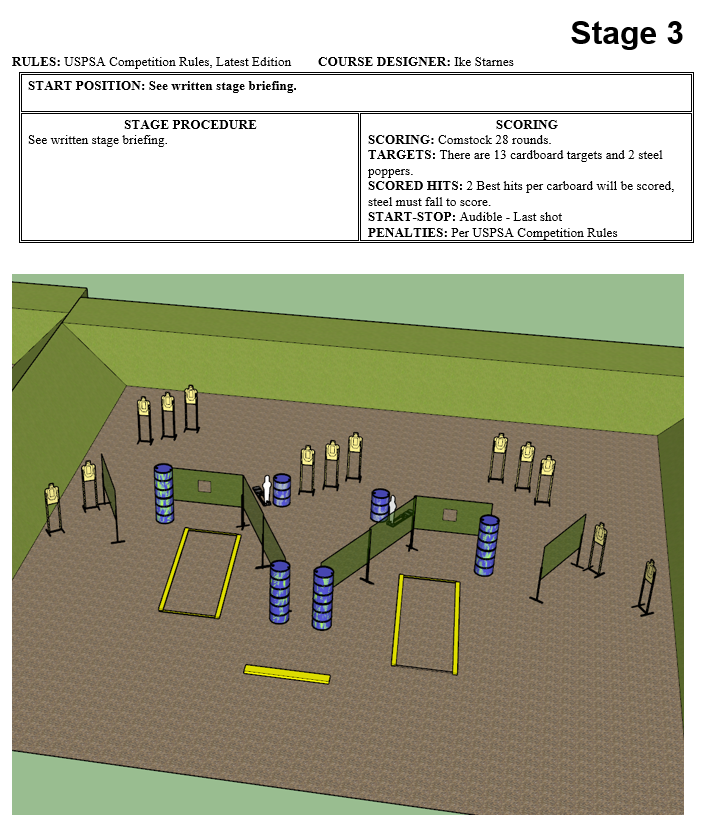 Stage 3
RULES: USPSA Competition Rules, Latest Edition COURSE DESIGNER: Ike Starnes
START POSITION: See written stage briefing.
STAGE PROCEDURE
See written stage briefing.
SCORING
SCORING: Comstock 28 rounds.
TARGETS: There are 13 cardboard targets and 2 steel
poppers.
SCORED HITS: 2 Best hits per carboard will be scored,
steel must fall to score.
START-STOP: Audible - Last shot
PENALTIES: Per USPSA Competition Rules